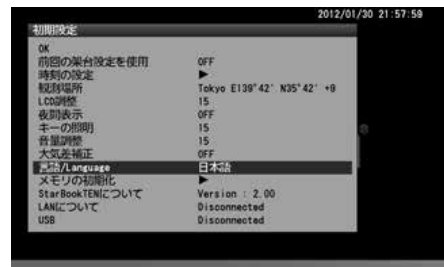 2012/01/30 21:57:59
初期設定
OK
前回の架台設定を使用 OFF
時刻の設定 ▶
観測場所 Tokyo E139°42' N35°42' +9
LCD調整 15
夜間表示 OFF
キーの照明 15
音量調整 15
大気差補正 OFF
言語/Language 日本語
メモリの初期化 ▶
StarBookTENについて Version : 2.00
LANについて Disconnected
USB Disconnected